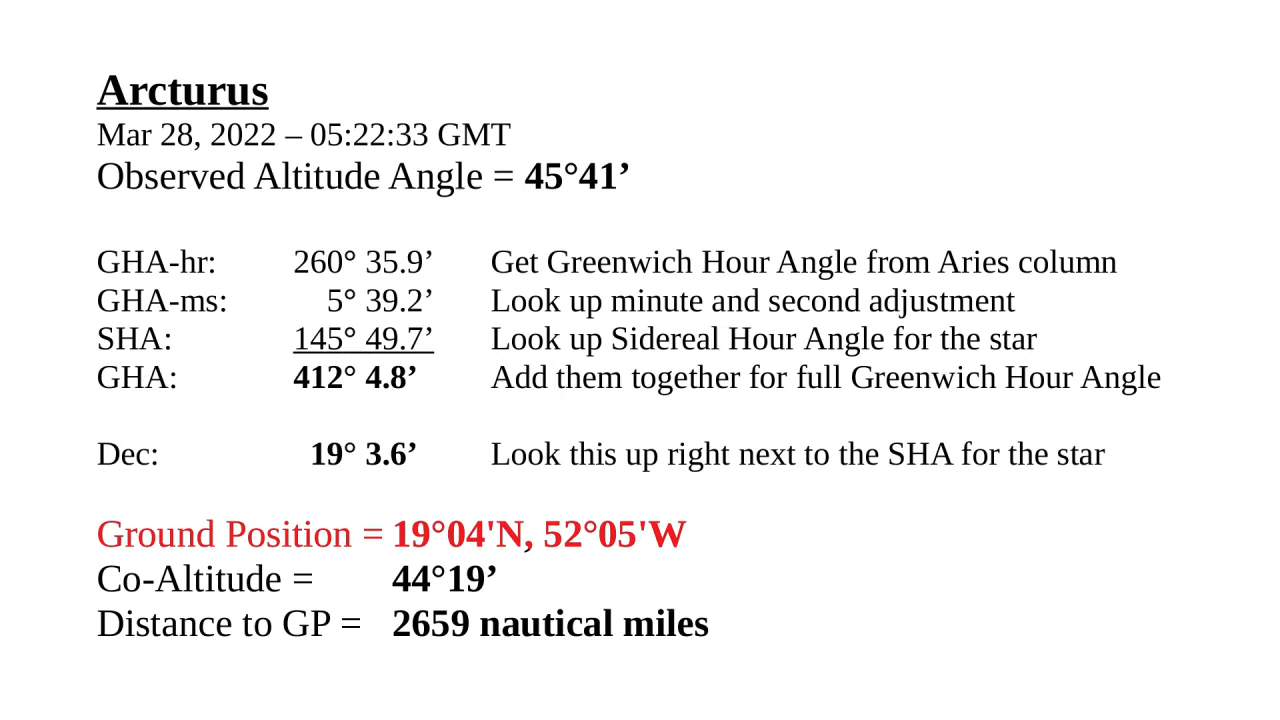 Arcturus
Mar 28, 2022 – 05:22:33 GMT
Observed Altitude Angle = 45°41’
GHA-hr: 260° 35.9’ Get Greenwich Hour Angle from Aries column
GHA-ms: 5° 39.2’ Look up minute and second adjustment
SHA: 145° 49.7’ Look up Sidereal Hour Angle for the star
GHA: 412° 4.8’ Add them together for full Greenwich Hour Angle
Dec: 19° 3.6’ Look this up right next to the SHA for the star
Ground Position = 19°04'N, 52°05'W
Co-Altitude = 44°19’
Distance to GP = 2659 nautical miles